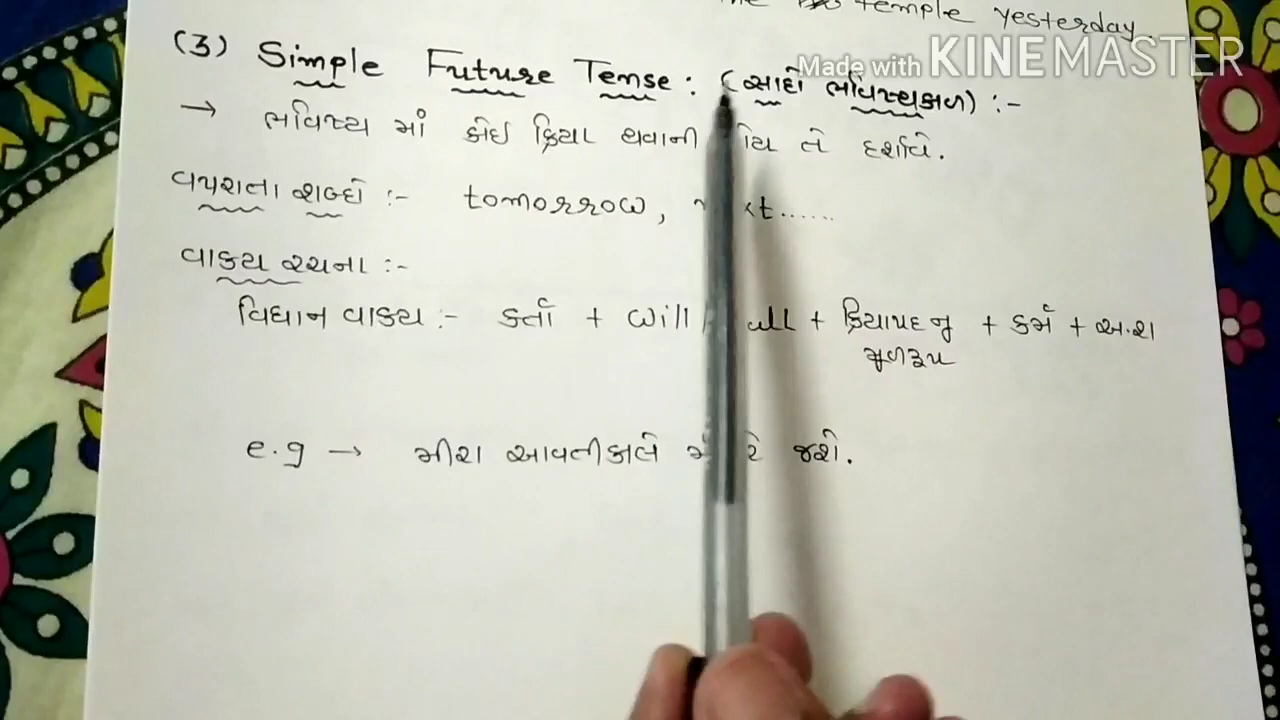 temple yesterday.
Made with KINEMASTER
(3) Simple Future Tense : (સાદો ભવિષ્યકાળ) :-
→ ભવિષ્ય માં કોઈ ક્રિયા થવાની તે દર્શાવે.
વપરાતા શબ્દો :- tomorrow, ......
વાક્ય રચના :-
વિધાન વાક્ય :- કર્તા + will + ક્રિયાપદ નુ + કર્મ + અ.શ
મૂળરૂપ
e.g → મીરા આવતીકાલે જશે.